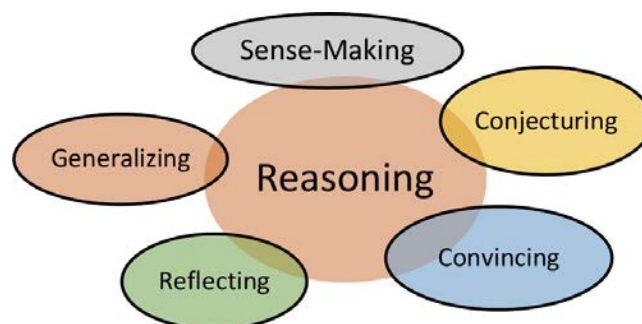 Sense-Making
Conjecturing
Generalizing
Reasoning
Convincing
Reflecting